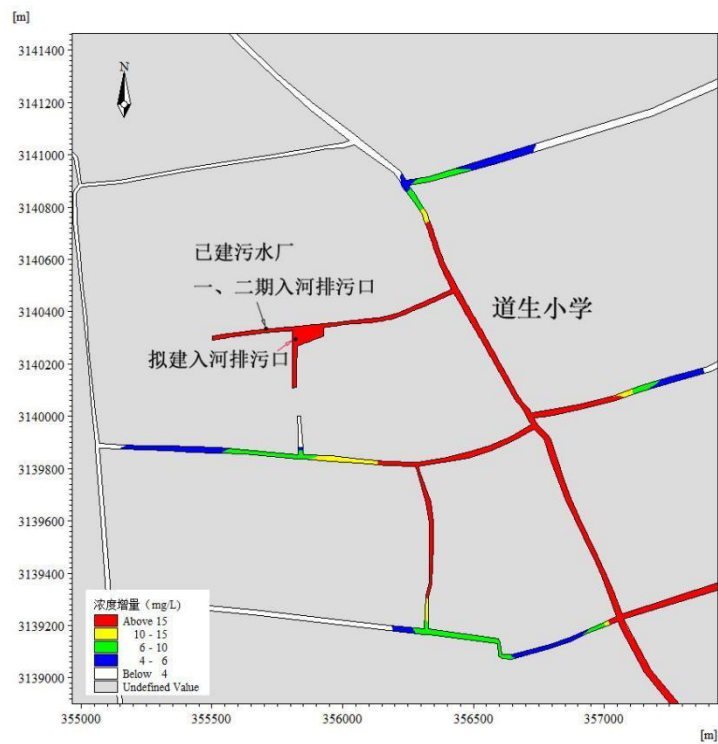 [m]
3141400
3141200
3141000
3140800
3140600
3140400
3140200
3140000
3139800
3139600
3139400
3139200
3139000
N
已建污水厂
一、二期入河排污口
道生小学
拟建入河排污口
浓度增量（mg/L）
Above 15
10 - 15
6 - 10
4 - 6
Below 4
Undefined Value
355000 355500 356000 356500 357000
[m]